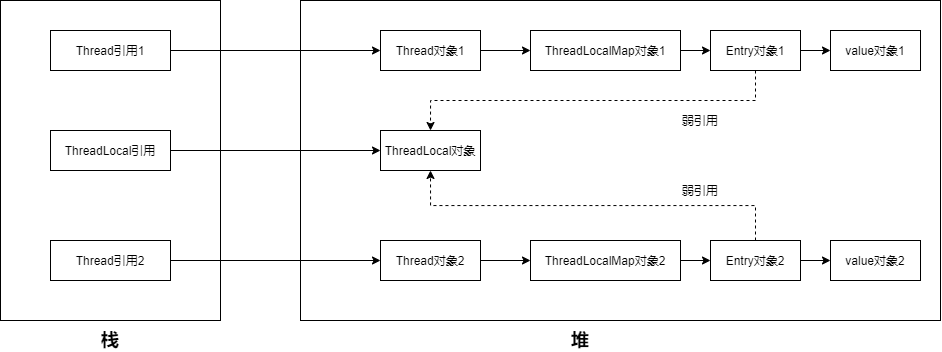 Thread引用1
Thread对象1
ThreadLocalMap对象1
Entry对象1
value对象1
弱引用
ThreadLocal引用
ThreadLocal对象
弱引用
Thread引用2
Thread对象2
ThreadLocalMap对象2
Entry对象2
value对象2
栈
堆